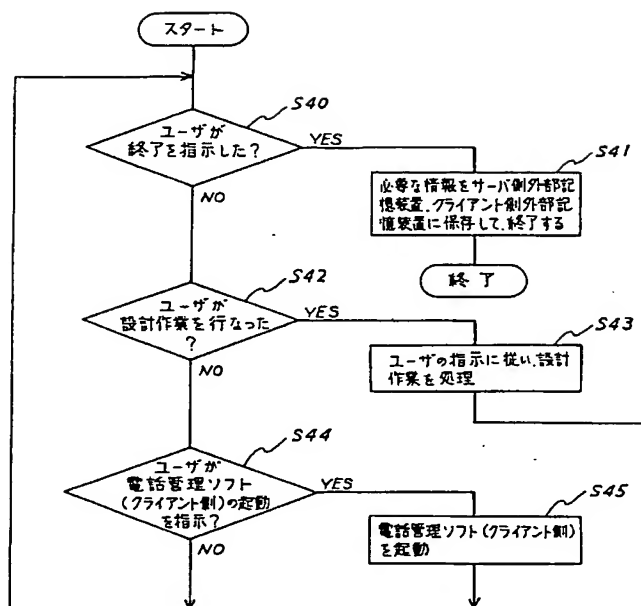 スタート
S40
ユーザが
終了を指示した?
YES
NO
S41
必要な情報をサーバ側外部記
憶装置、クライアント側外部記
憶装置に保存して、終了する
終了
S42
ユーザが
設計作業を行なった
?
YES
NO
S43
ユーザの指示に従い、設計
作業を処理
S44
ユーザが
電話管理ソフト
(クライアント側)の起動
を指示?
YES
NO
S45
電話管理ソフト(クライアント側)
を起動